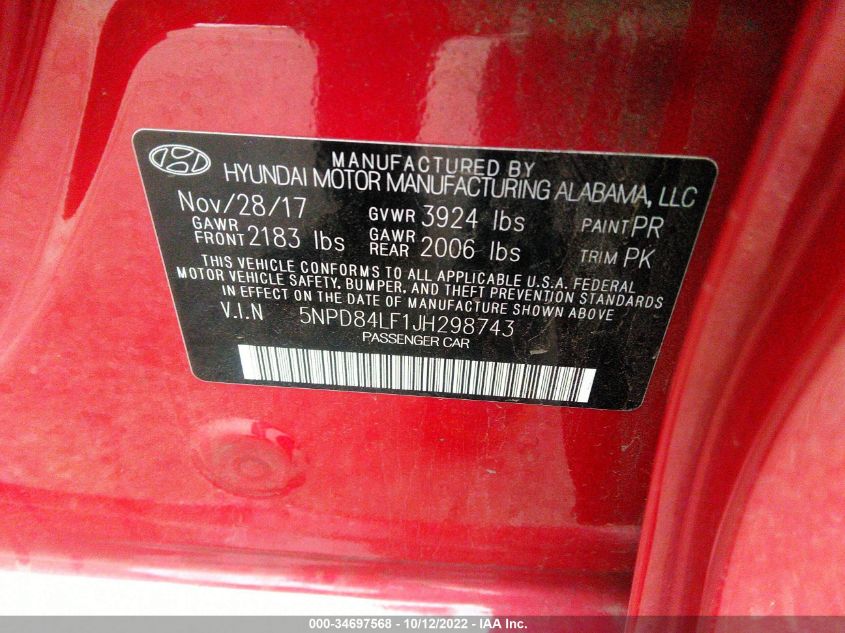 MANUFACTURED BY
HYUNDAI MOTOR MANUFACTURING ALABAMA, LLC
Nov/28/17 GVWR 3924 lbs PAINT PR
GAWR FRONT 2183 lbs GAWR REAR 2006 lbs TRIM PK
THIS VEHICLE CONFORMS TO ALL APPLICABLE U.S.A. FEDERAL
MOTOR VEHICLE SAFETY, BUMPER, AND THEFT PREVENTION STANDARDS
IN EFFECT ON THE DATE OF MANUFACTURE SHOWN ABOVE
V.I.N 5NPD84LF1JH298743
PASSENGER CAR
000-34697568 - 10/12/2022 - IAA Inc.